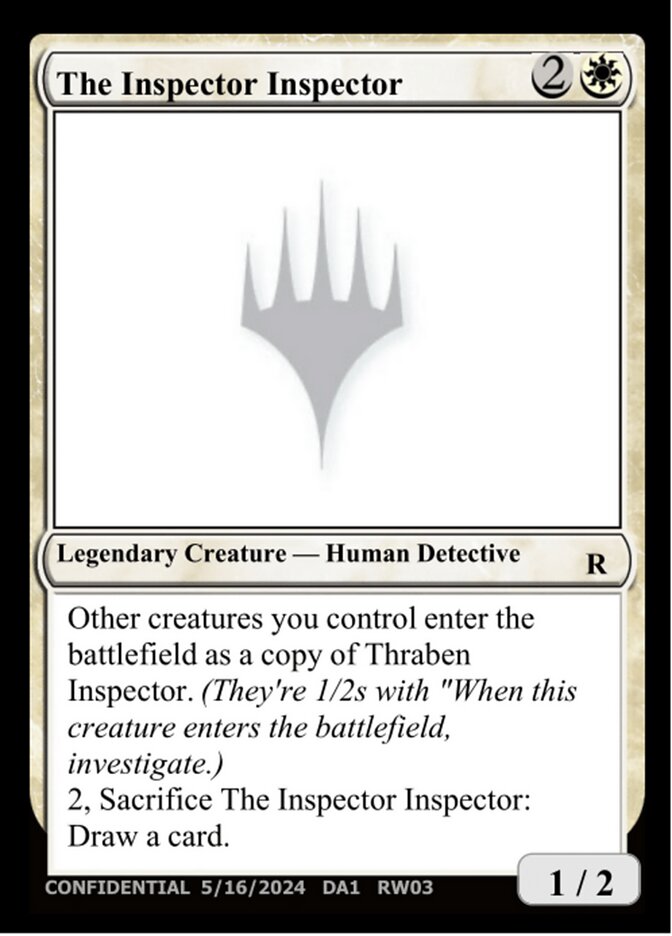 The Inspector Inspector 2
Legendary Creature — Human Detective R
Other creatures you control enter the
battlefield as a copy of Thraben
Inspector. (They're 1/2s with "When this
creature enters the battlefield,
investigate.)
2, Sacrifice The Inspector Inspector:
Draw a card.
CONFIDENTIAL 5/16/2024 DA1 RW03
1 / 2